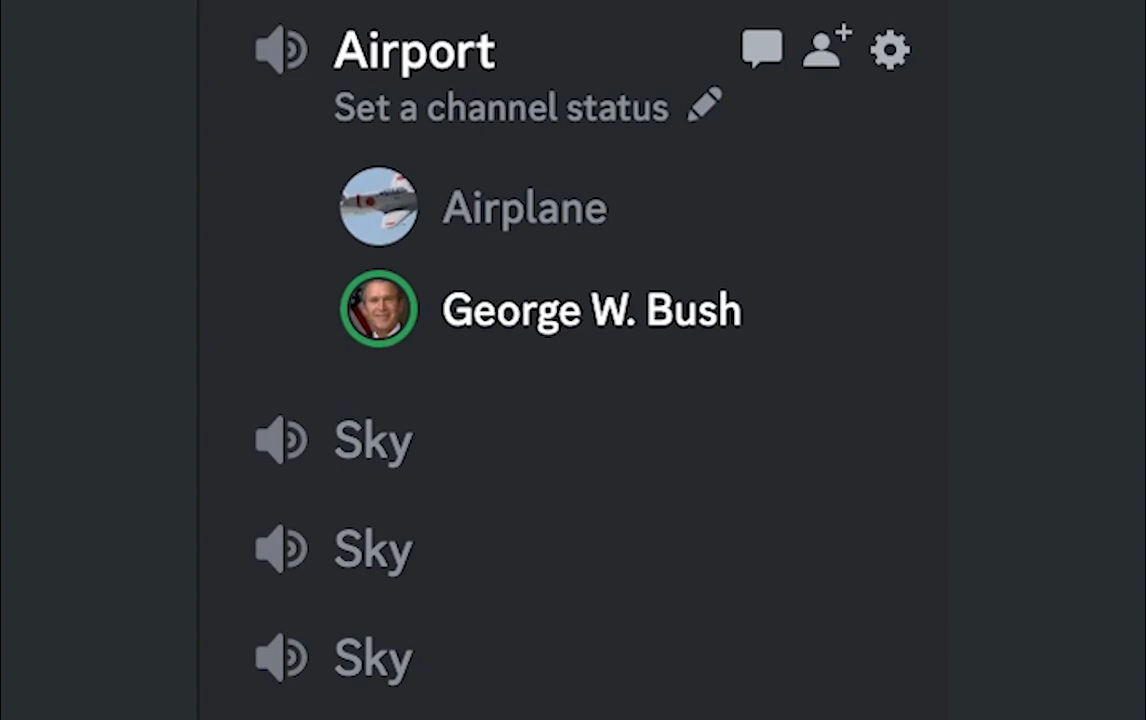 Airport
Set a channel status
Airplane
George W. Bush
Sky
Sky
Sky